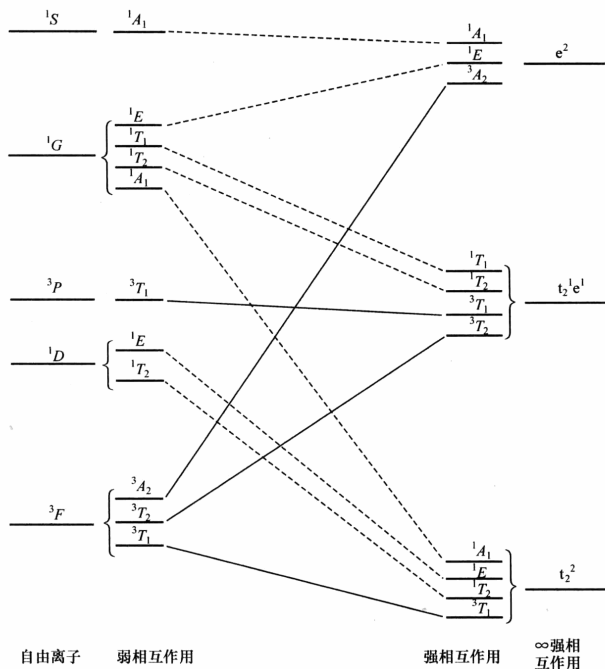 ¹S ¹A₁
¹A₁
¹E e²
³A₂
¹E
¹G ¹T₁
¹T₂
¹A₁
¹T₁
¹T₂
³P ³T₁ ³T₁ t₂¹e¹
³T₂
¹E
¹D
¹T₂
³A₂
³F ³T₂
³T₁
¹A₁
¹E t₂²
¹T₂
³T₁
自由离子 弱相互作用 强相互作用 ∞强相
互作用